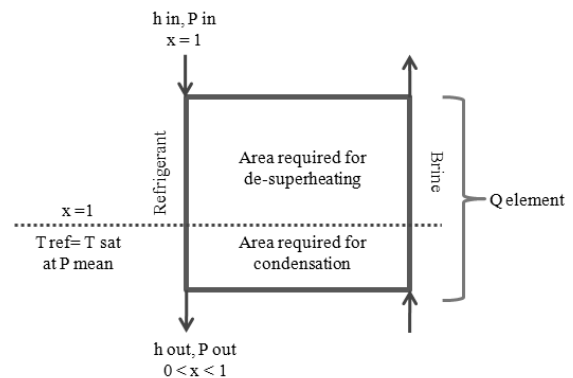 h in, P in
x = 1
Refrigerant
Area required for
de-superheating
Brine
Q element
x =1
T ref= T sat
at P mean
Area required for
condensation
h out, P out
0 < x < 1